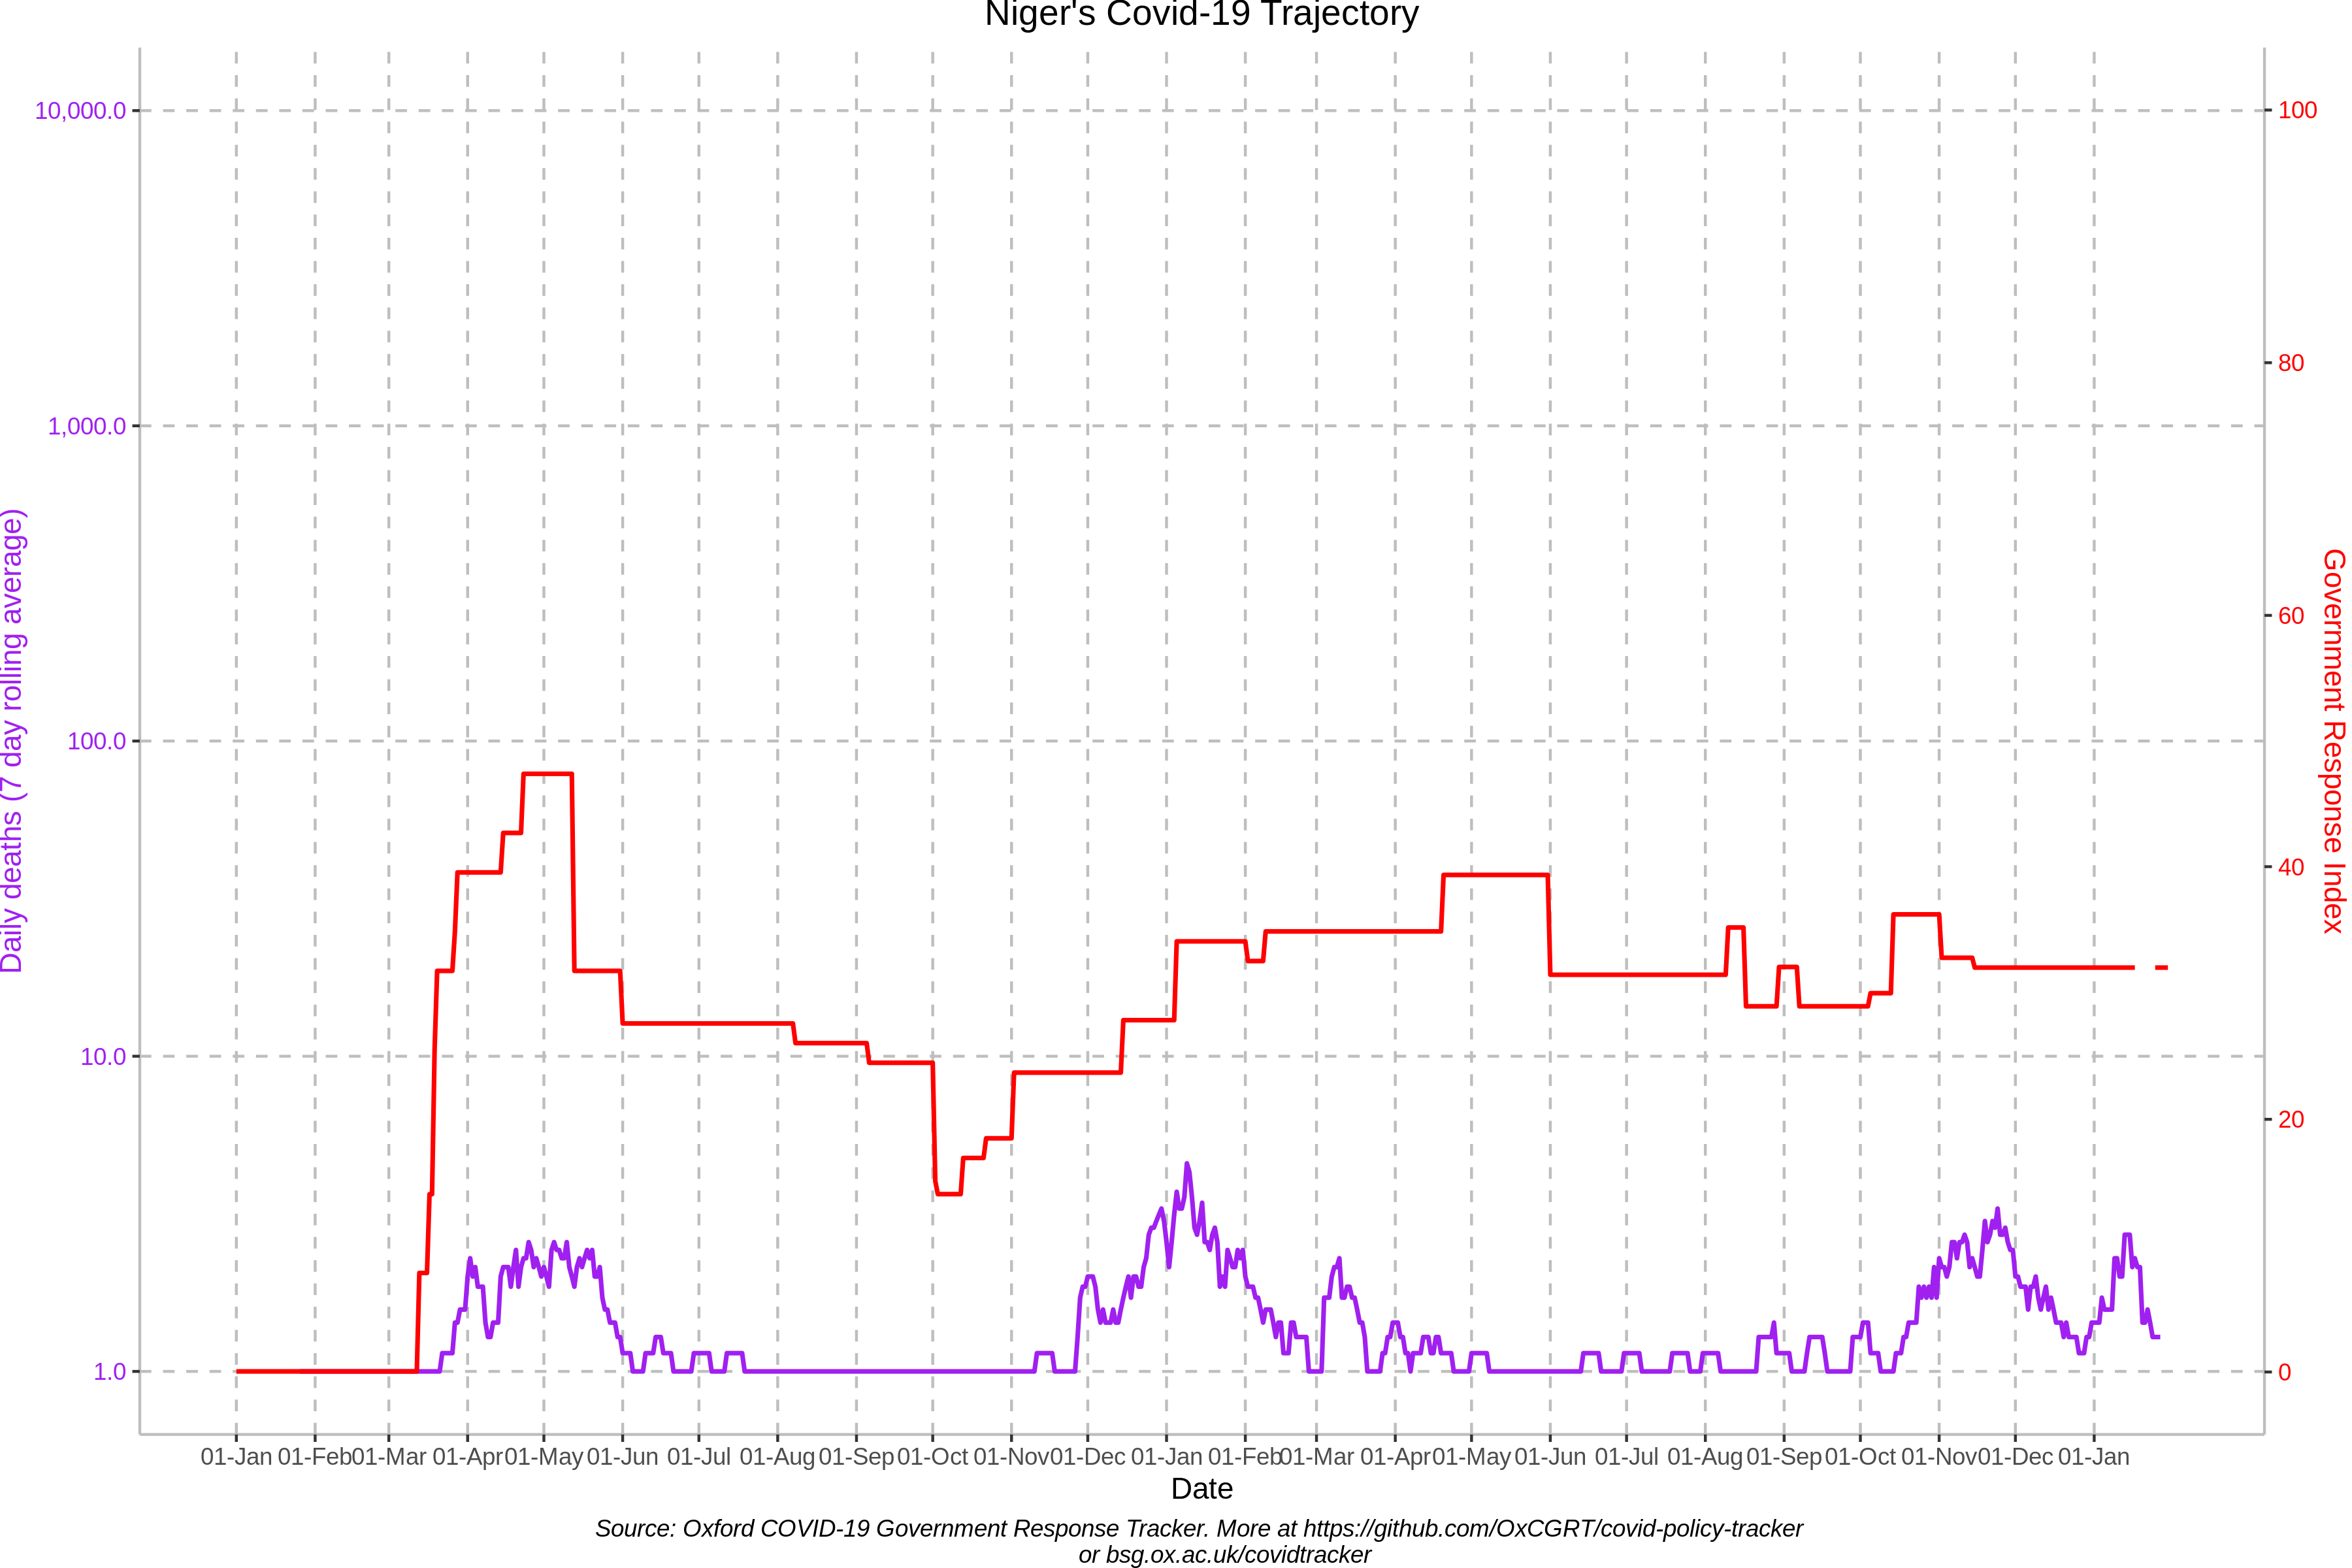 Niger's Covid-19 Trajectory
10,000.0
1,000.0
100.0
10.0
1.0
Daily deaths (7 day rolling average)
100
80
60
40
20
0
Government Response Index
01-Jan 01-Feb 01-Mar 01-Apr 01-May 01-Jun 01-Jul 01-Aug 01-Sep 01-Oct 01-Nov 01-Dec 01-Jan 01-Feb 01-Mar 01-Apr 01-May 01-Jun 01-Jul 01-Aug 01-Sep 01-Oct 01-Nov 01-Dec 01-Jan
Date
Source: Oxford COVID-19 Government Response Tracker. More at https://github.com/OxCGRT/covid-policy-tracker
or bsg.ox.ac.uk/covidtracker